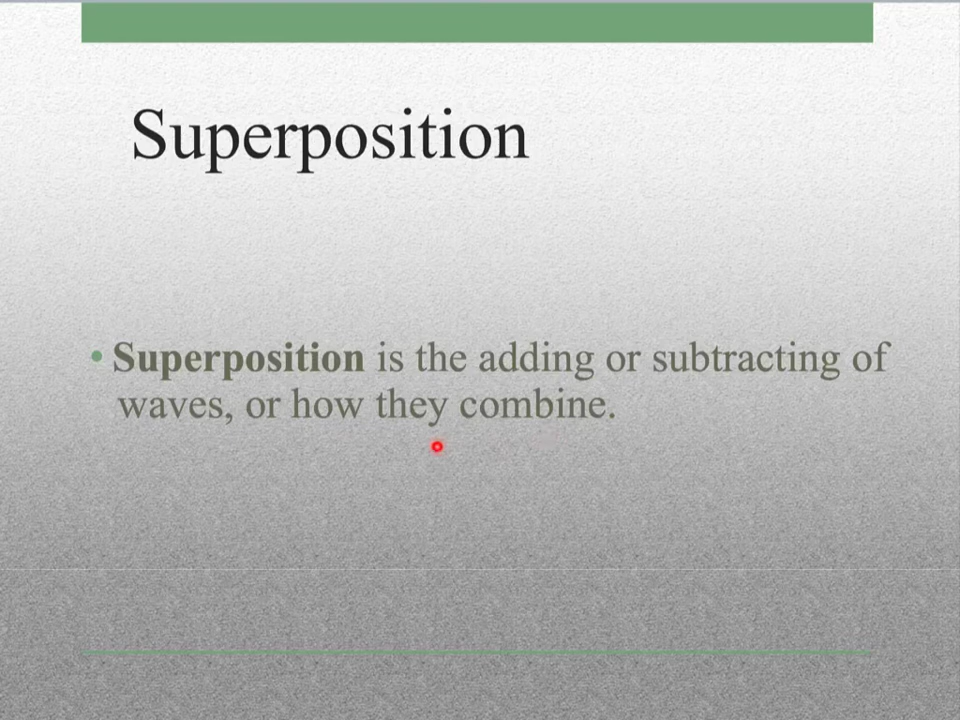 Superposition
• Superposition is the adding or subtracting of
waves, or how they combine.